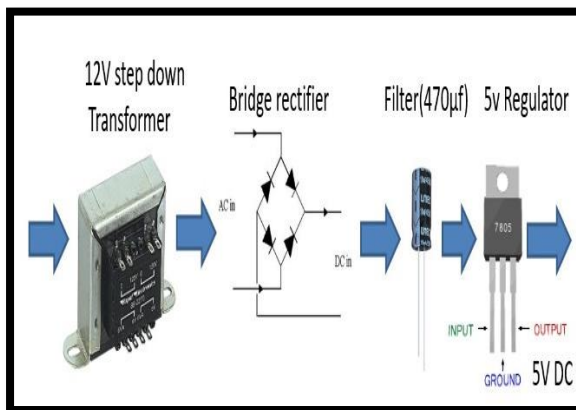 12V step down
Transformer
Bridge rectifier
Filter(470μf)
5v Regulator
AC in
DC in
7805
INPUT
OUTPUT
GROUND
5V DC